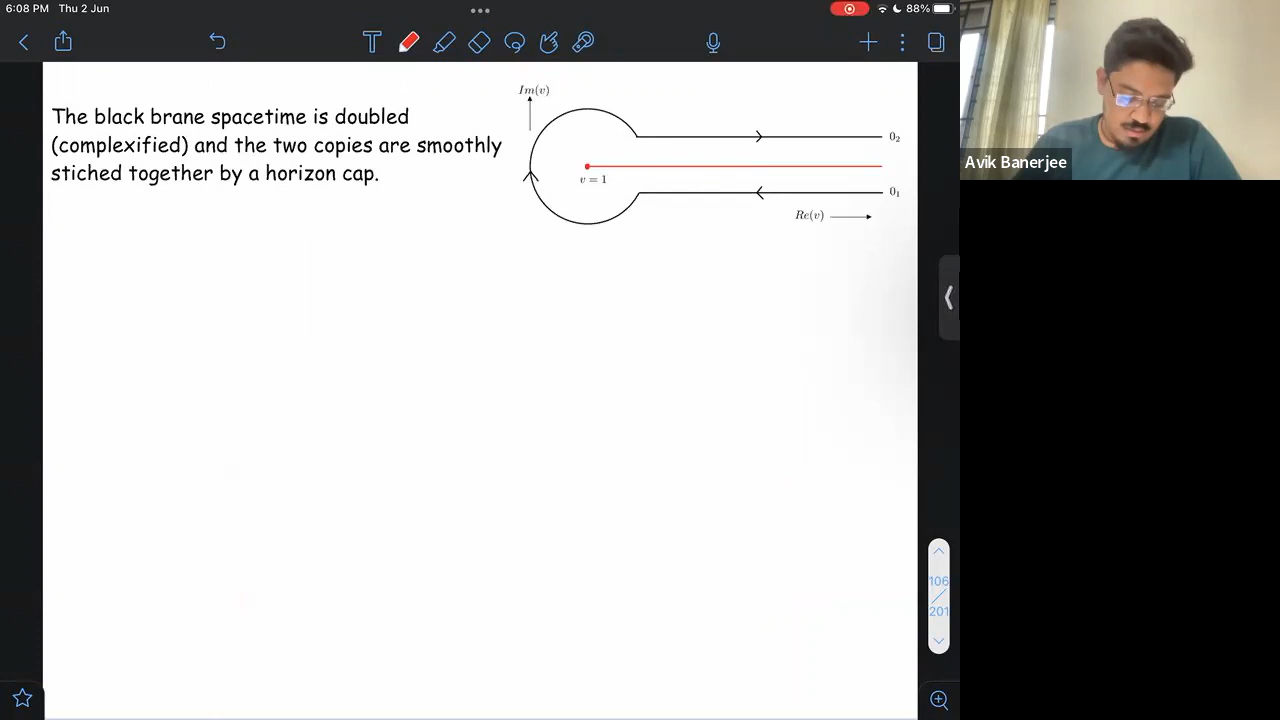 6:08 PM Thu 2 Jun
88%
The black brane spacetime is doubled
(complexified) and the two copies are smoothly
stiched together by a horizon cap.
Im(v)
0₂
v = 1
0₁
Re(v)
Avik Banerjee
106
201
T